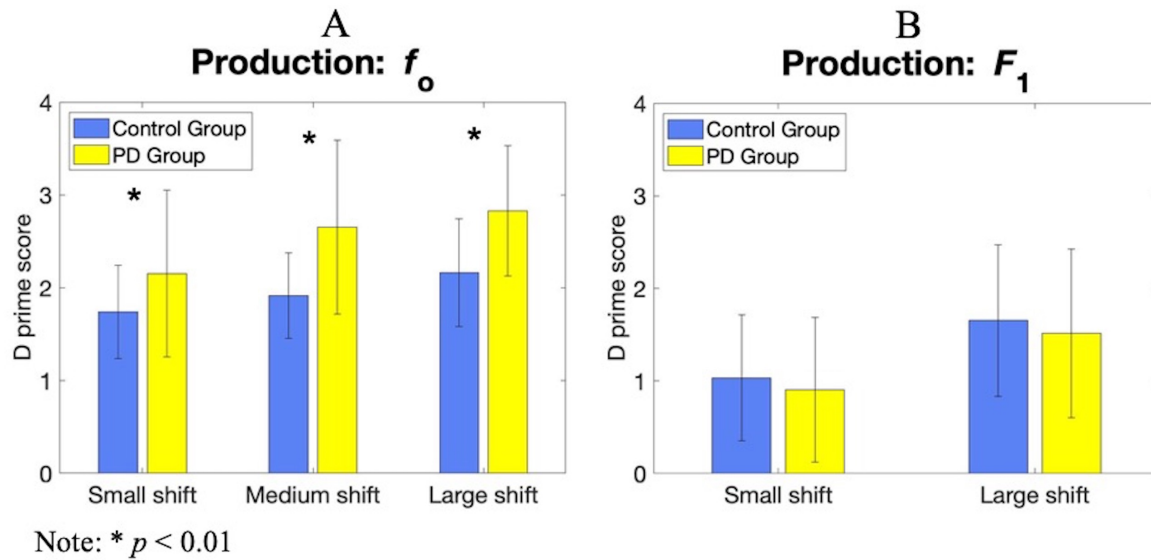 A
Production: fo
4
3
2
1
0
D prime score
Control Group
PD Group
*
*
*
Small shift
Medium shift
Large shift
Note: * p < 0.01
B
Production: F1
4
3
2
1
0
D prime score
Control Group
PD Group
Small shift
Large shift